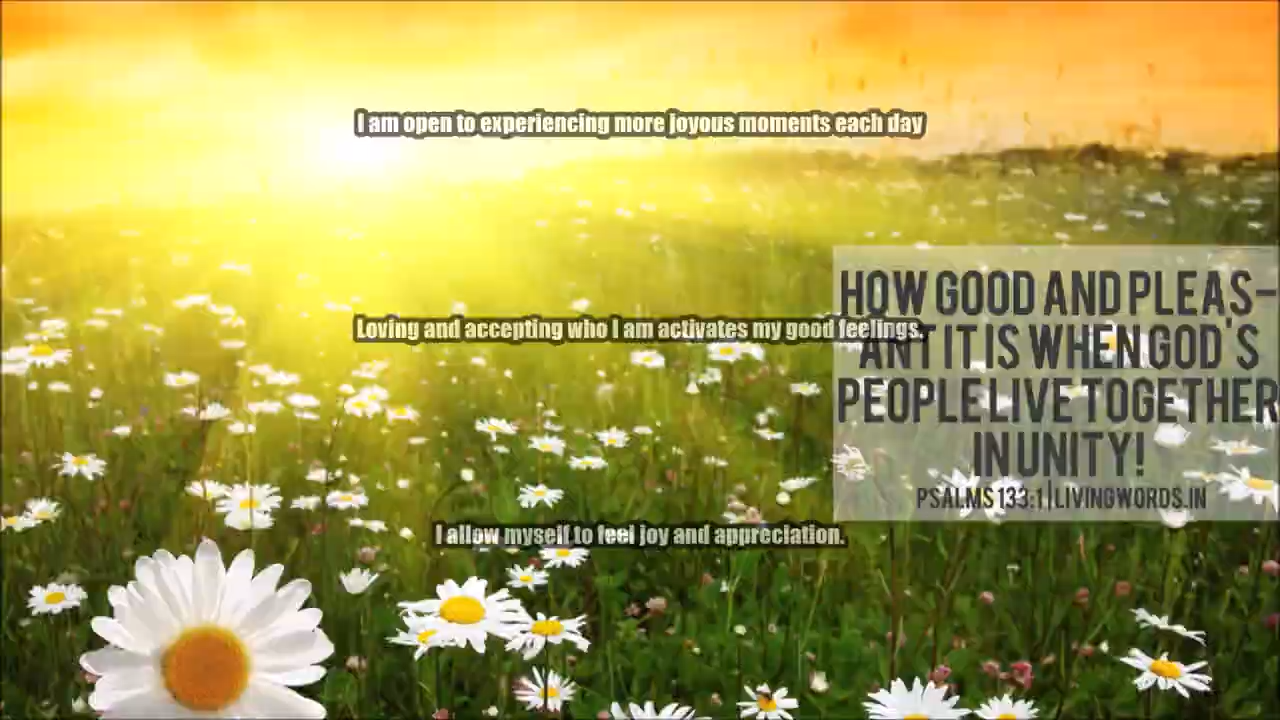 I am open to experiencing more joyous moments each day
Loving and accepting who I am activates my good feelings.
I allow myself to feel joy and appreciation.
HOW GOOD AND PLEAS-
ANT IT IS WHEN GOD'S
PEOPLE LIVE TOGETHER
IN UNITY!
PSALMS 133:1 | LIVINGWORDS.IN